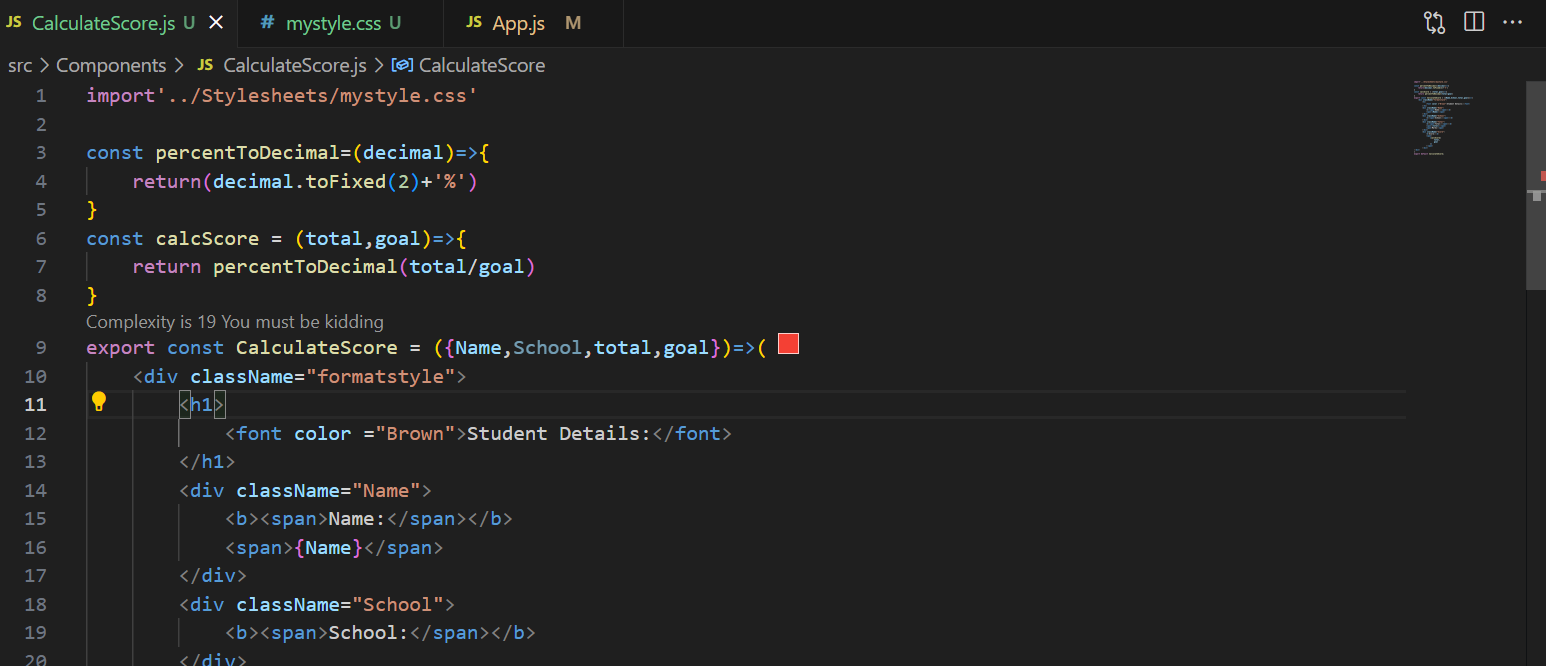 JS CalculateScore.js U × # mystyle.css U JS App.js M
src > Components > JS CalculateScore.js > CalculateScore
1 import'../Stylesheets/mystyle.css'
2
3 const percentToDecimal=(decimal)=>{
4 return(decimal.toFixed(2)+'%')
5 }
6 const calcScore = (total,goal)=>{
7 return percentToDecimal(total/goal)
8 }
Complexity is 19 You must be kidding
9 export const CalculateScore = ({Name,School,total,goal})=>(
10 <div className="formatstyle">
11 <h1>
12 <font color ="Brown">Student Details:</font>
13 </h1>
14 <div className="Name">
15 <b><span>Name:</span></b>
16 <span>{Name}</span>
17 </div>
18 <div className="School">
19 <b><span>School:</span></b>
20 </div>